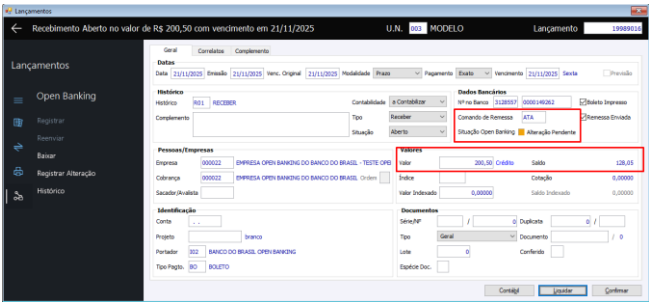 Lançamentos
Recebimento Aberto no valor de R$ 200,50 com vencimento em 21/11/2025 U.N. 003 MODELO Lançamento 19989016
Lançamentos
Open Banking
Registrar
Reenviar
Baixar
Registrar Alteração
Histórico
Geral Correlatos Complemento
Datas
Data 21/11/2025 Emissão 21/11/2025 Venc. Original 21/11/2025 Modalidade Prazo Pagamento Exato Vencimento 21/11/2025 Sexta Previsão
Histórico
Histórico R01 RECEBER Contabilidade a Contabilizar
Complemento Tipo Receber
Situação Aberto
Dados Bancários
Nº no Banco 3128557 0000149262 Boleto Impresso
Comando de Remessa ATA Remessa Enviada
Situação Open Banking Alteração Pendente
Pessoas/Empresas
Empresa 000022 EMPRESA OPEN BANKING DO BANCO DO BRASIL - TESTE OPE
Cobrança 000022 EMPRESA OPEN BANKING DO BANCO DO BRASIL Ordem
Sacador/Avalista
Valores
Valor 200,50 Crédito Saldo 128,05
Índice Cotação 0,00000
Valor Indexado 0,00000 Saldo Indexado 0,00000
Identificação
Conta . .
Projeto branco
Portador 002 BANCO DO BRASIL OPEN BANKING
Tipo Pagto. BO BOLETO
Documentos
Série/NF / 0 Duplicata 0 /
Tipo Geral Documento / 0
Lote 0 Conferido
Espécie Doc.
Contábil Liquidar Confirmar